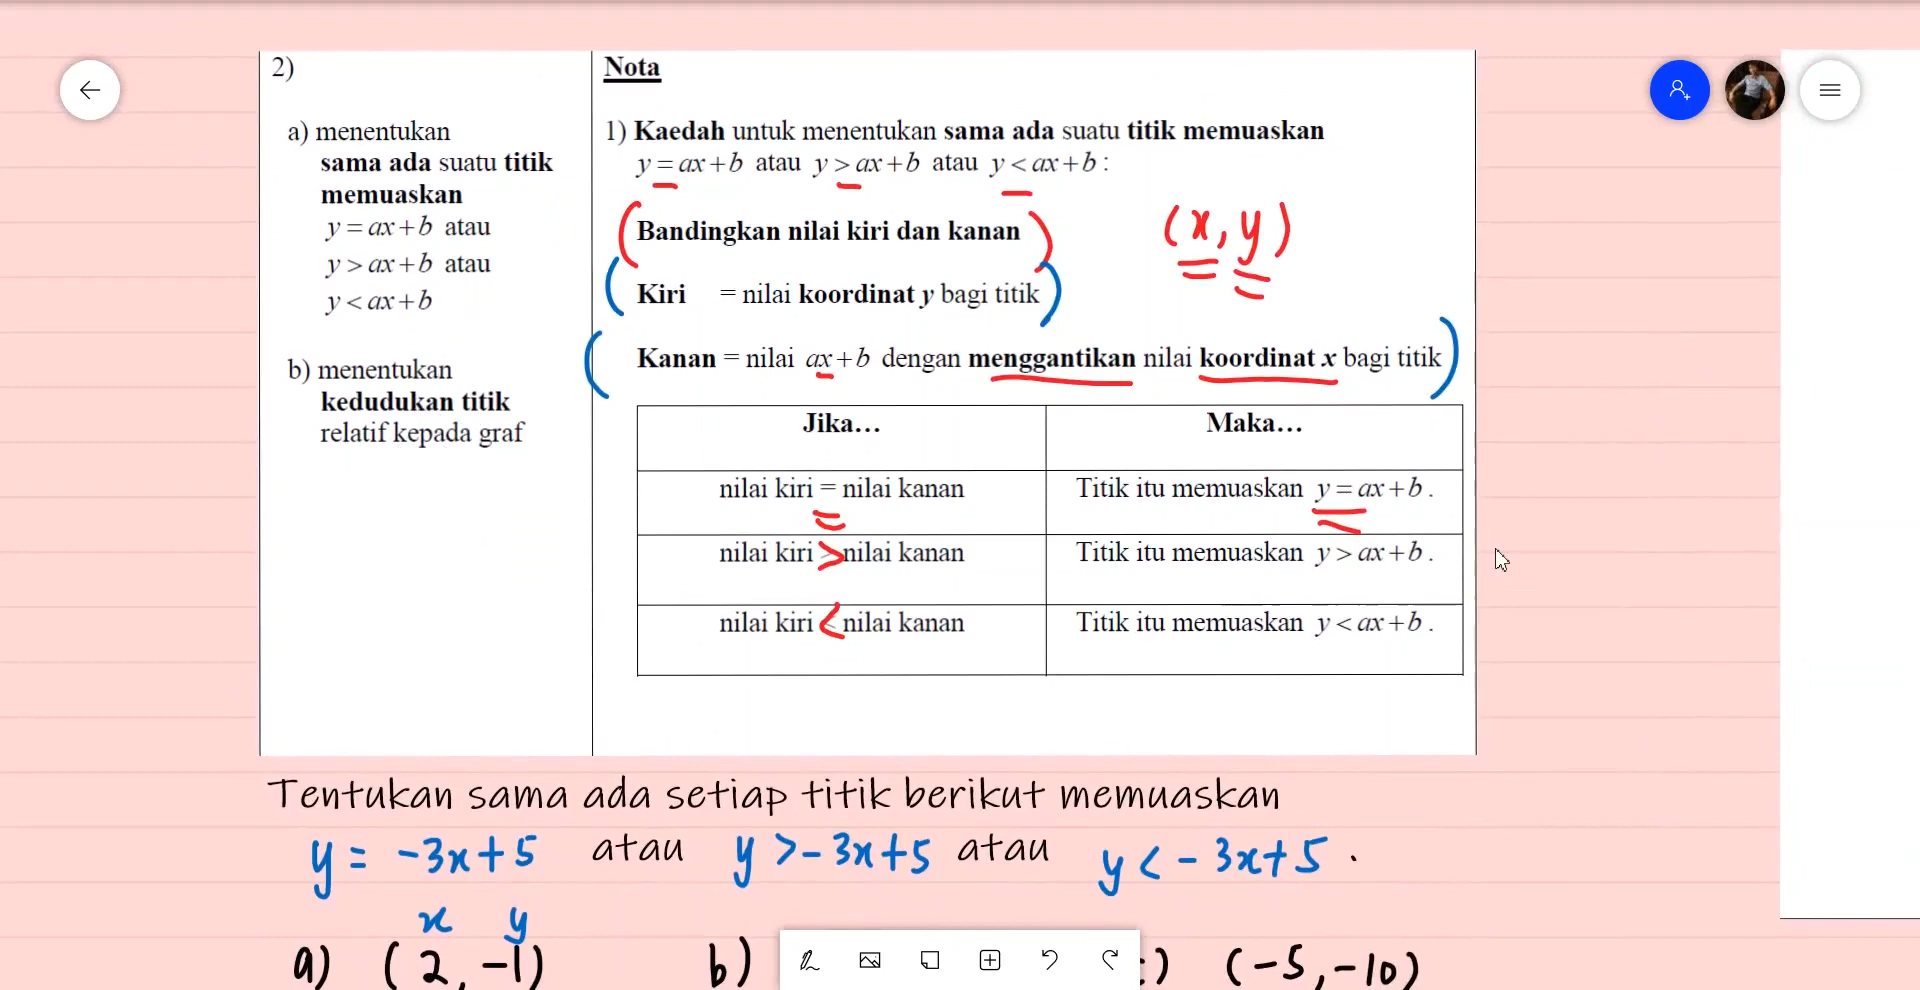 2)
a) menentukan
sama ada suatu titik
memuaskan
y = ax+b atau
y > ax+b atau
y < ax+b
b) menentukan
kedudukan titik
relatif kepada graf
Nota
1) Kaedah untuk menentukan sama ada suatu titik memuaskan
y = ax+b atau y > ax+b atau y < ax+b :
Bandingkan nilai kiri dan kanan
(x, y)
Kiri = nilai koordinat y bagi titik
Kanan = nilai ax+b dengan menggantikan nilai koordinat x bagi titik
Jika... Maka...
nilai kiri = nilai kanan Titik itu memuaskan y = ax+b .
nilai kiri > nilai kanan Titik itu memuaskan y > ax+b .
nilai kiri < nilai kanan Titik itu memuaskan y < ax+b .
Tentukan sama ada setiap titik berikut memuaskan
y = -3x+5 atau y > -3x+5 atau y < -3x+5 .
x y
a) (2, -1) b) ) (-5, -10)